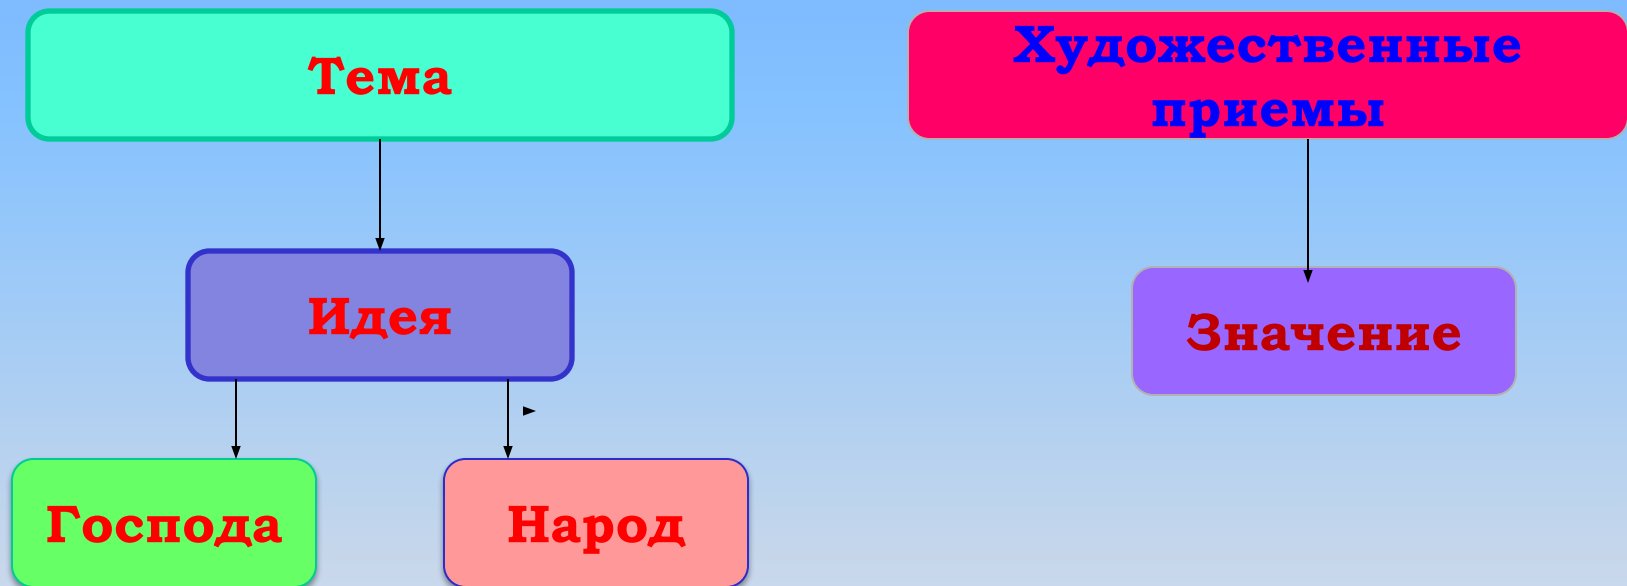 Тема
Художественные
приемы
Идея
Значение
Господа
Народ